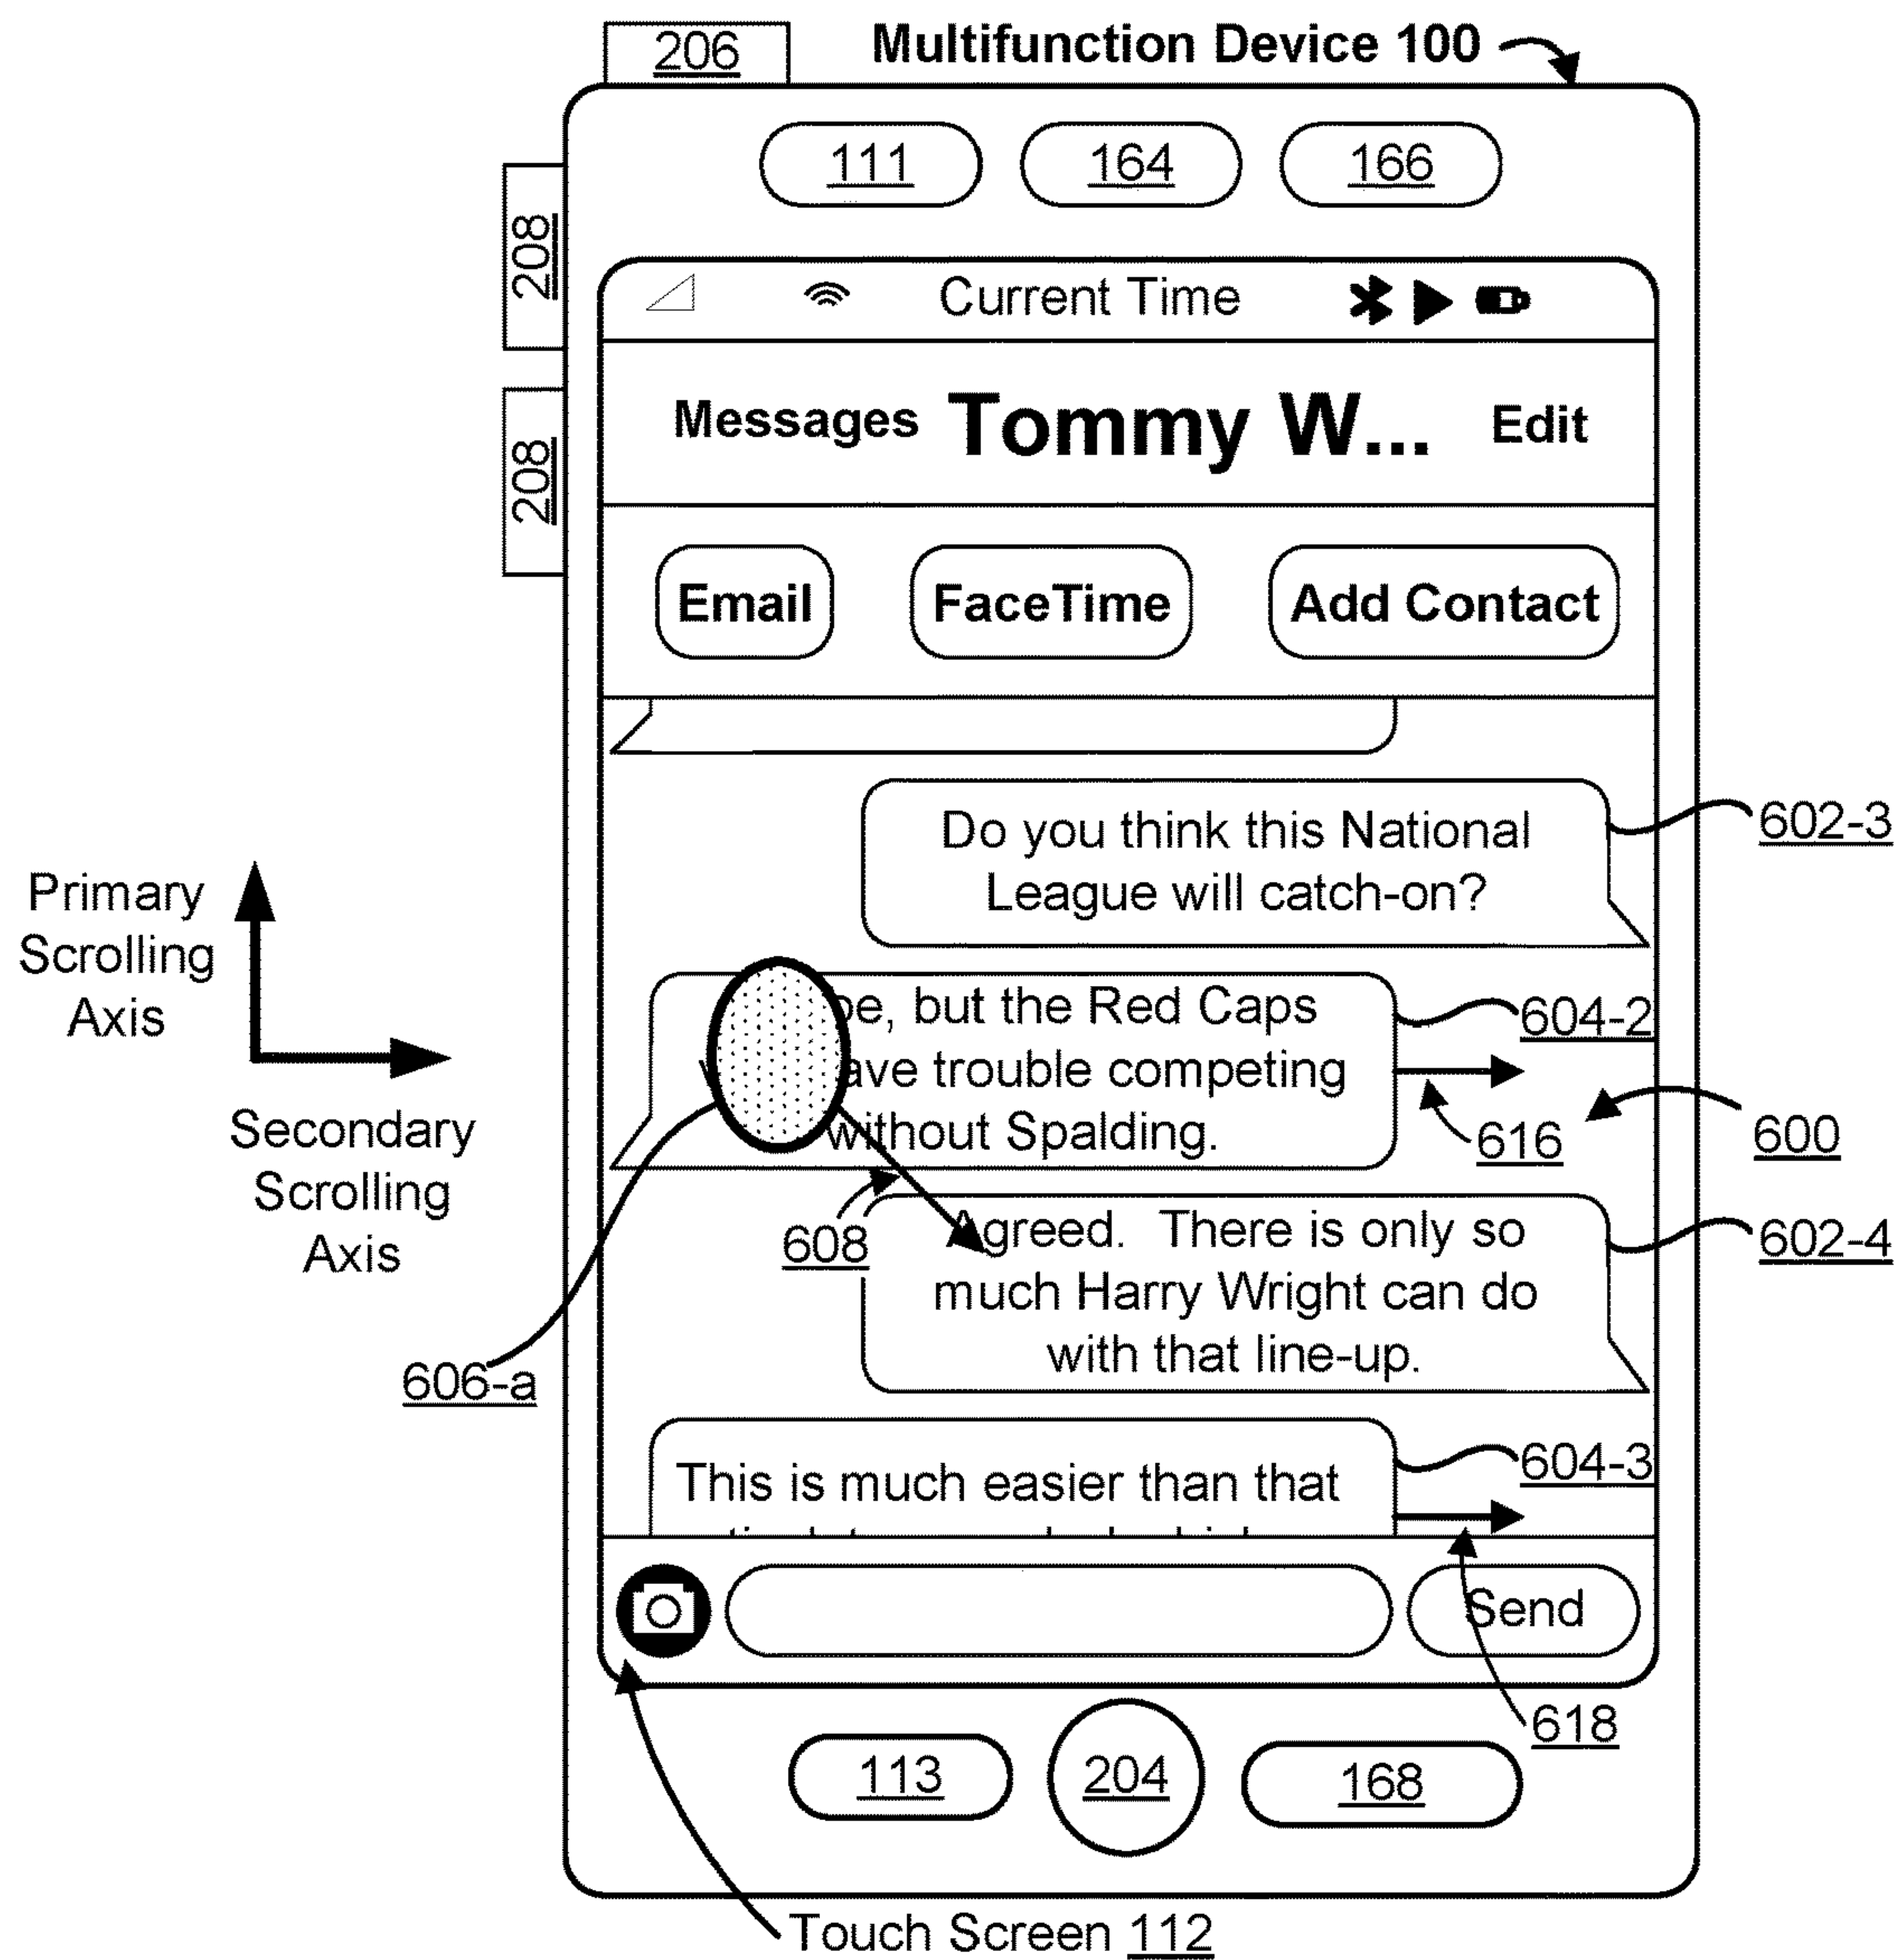 206
Multifunction Device 100
111
164
166
208
208
Current Time
Messages
Tommy W...
Edit
Email
FaceTime
Add Contact
Do you think this National
League will catch-on?
602-3
Primary
Scrolling
Axis
Secondary
Scrolling
Axis
be, but the Red Caps
ave trouble competing
without Spalding.
604-2
616
600
608
Agreed. There is only so
much Harry Wright can do
with that line-up.
602-4
606-a
This is much easier than that
604-3
Send
618
113
204
168
Touch Screen 112